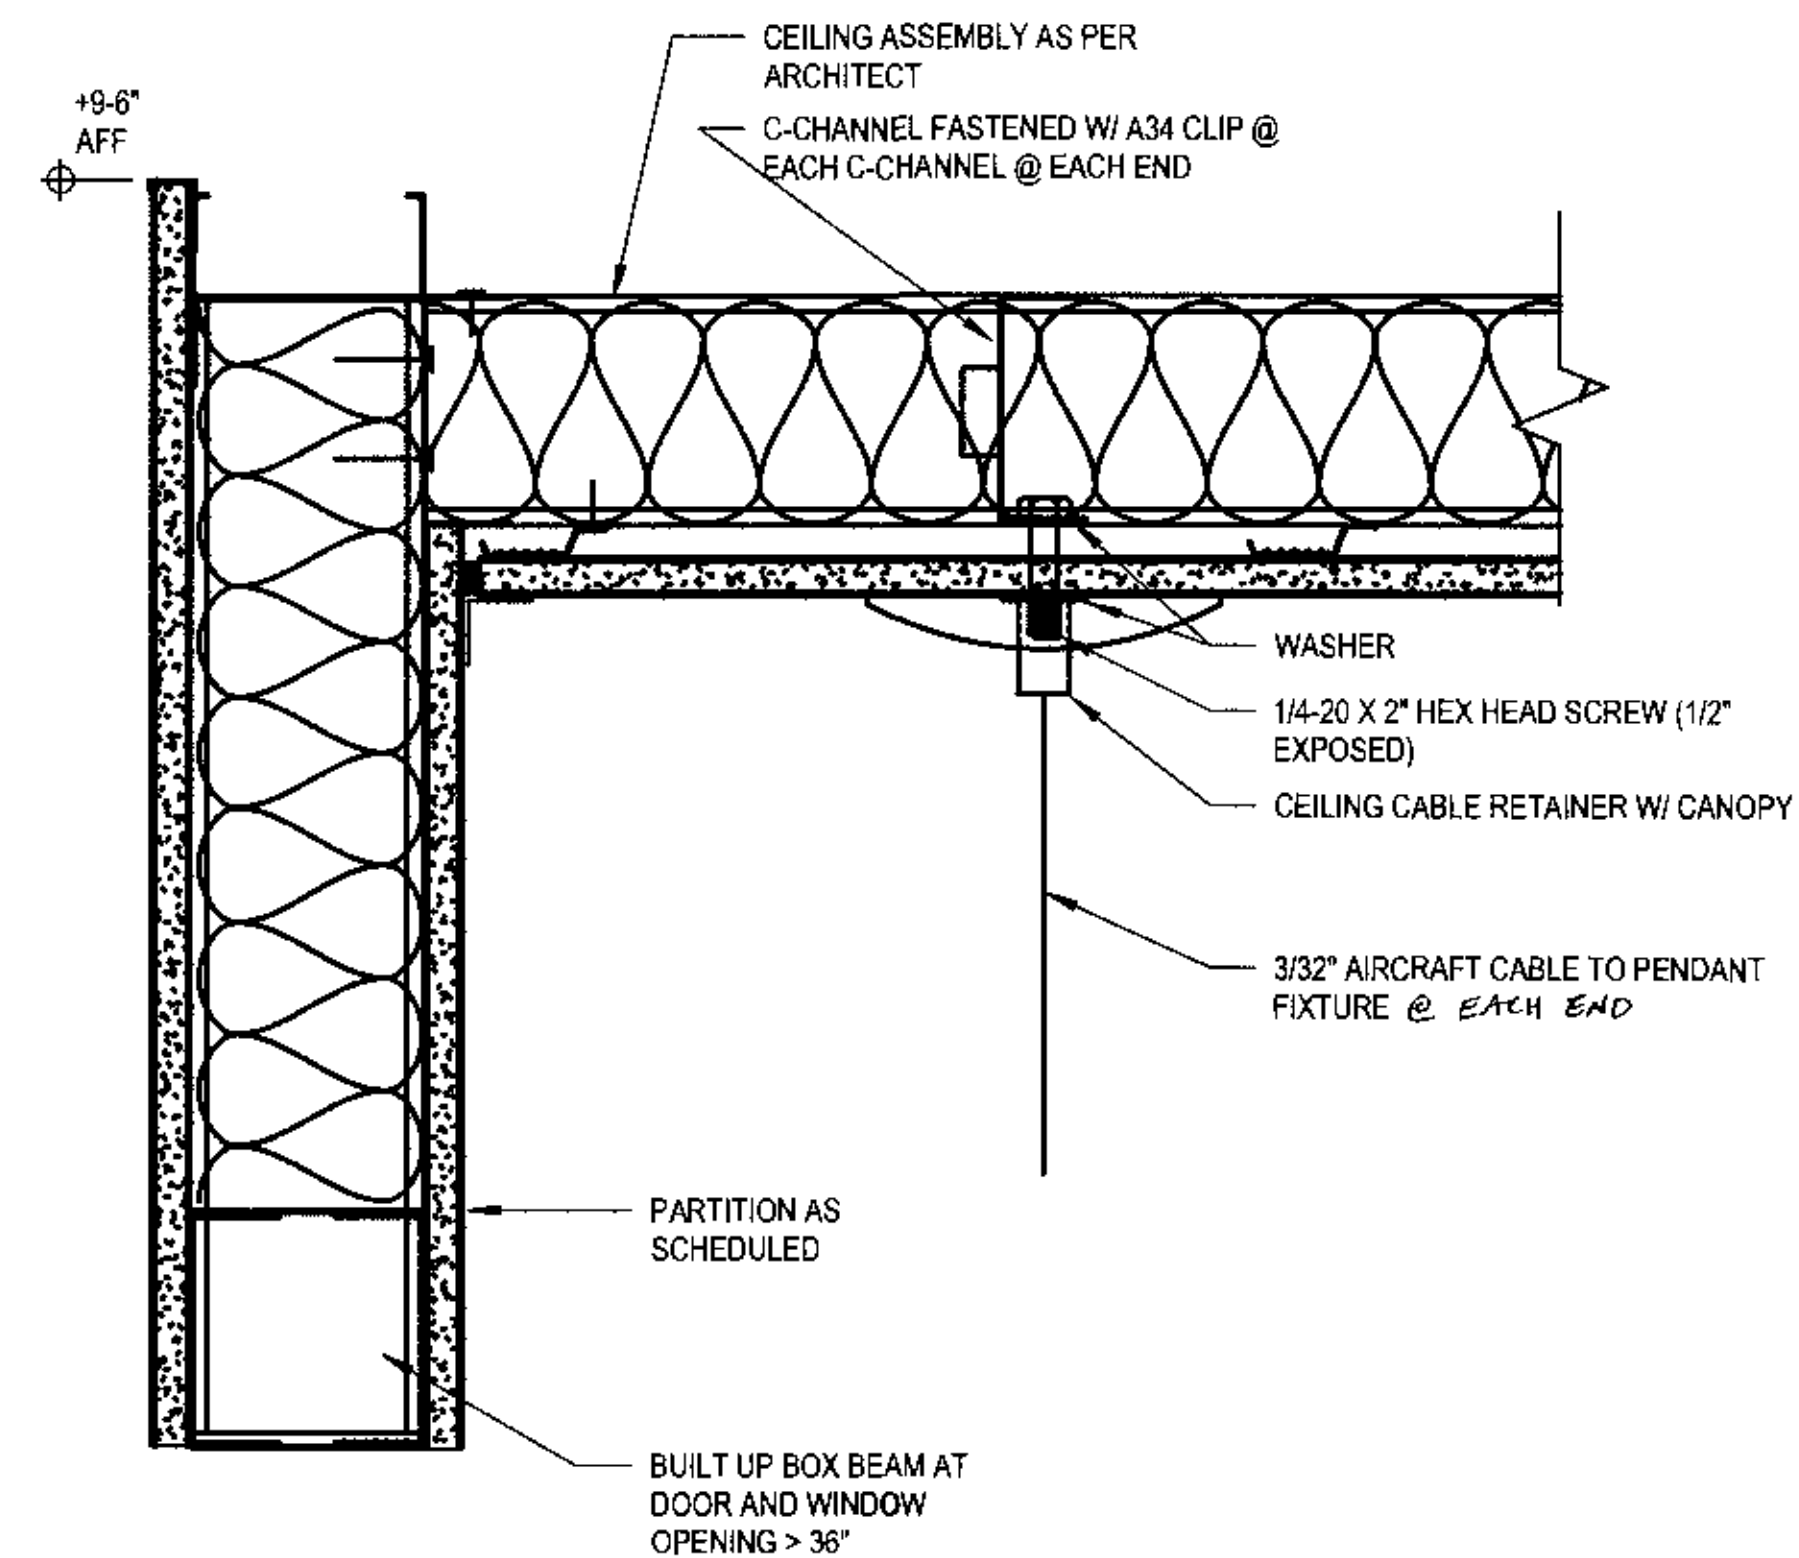 CEILING ASSEMBLY AS PER
ARCHITECT
+9-6"
AFF
C-CHANNEL FASTENED W/ A34 CLIP @
EACH C-CHANNEL @ EACH END
WASHER
1/4-20 X 2" HEX HEAD SCREW (1/2"
EXPOSED)
CEILING CABLE RETAINER W/ CANOPY
3/32" AIRCRAFT CABLE TO PENDANT
FIXTURE @ EACH END
PARTITION AS
SCHEDULED
BUILT UP BOX BEAM AT
DOOR AND WINDOW
OPENING > 36"